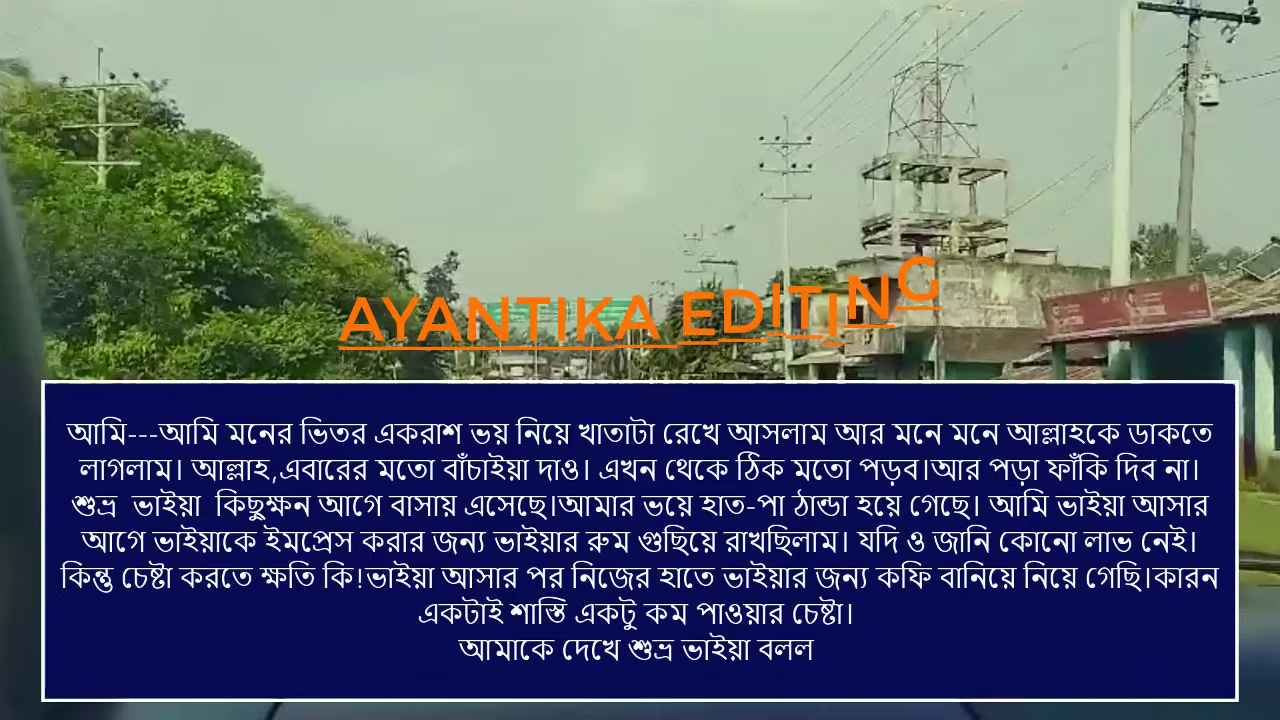 AYANTIKA EDITING
আমি---আমি মনের ভিতর একরাশ ভয় নিয়ে খাতাটা রেখে আসলাম আর মনে মনে আল্লাহকে ডাকতে
লাগলাম। আল্লাহ,এবারের মতো বাঁচাইয়া দাও। এখন থেকে ঠিক মতো পড়ব।আর পড়া ফাঁকি দিব না।
শুভ্র  ভাইয়া  কিছুক্ষন আগে বাসায় এসেছে।আমার ভয়ে হাত-পা ঠান্ডা হয়ে গেছে। আমি ভাইয়া আসার
আগে ভাইয়াকে ইমপ্রেস করার জন্য ভাইয়ার রুম গুছিয়ে রাখছিলাম। যদি ও জানি কোনো লাভ নেই।
কিন্তু চেষ্টা করতে ক্ষতি কি!ভাইয়া আসার পর নিজের হাতে ভাইয়ার জন্য কফি বানিয়ে নিয়ে গেছি।কারন
একটাই শাস্তি একটু কম পাওয়ার চেষ্টা।
আমাকে দেখে শুভ্র ভাইয়া বলল